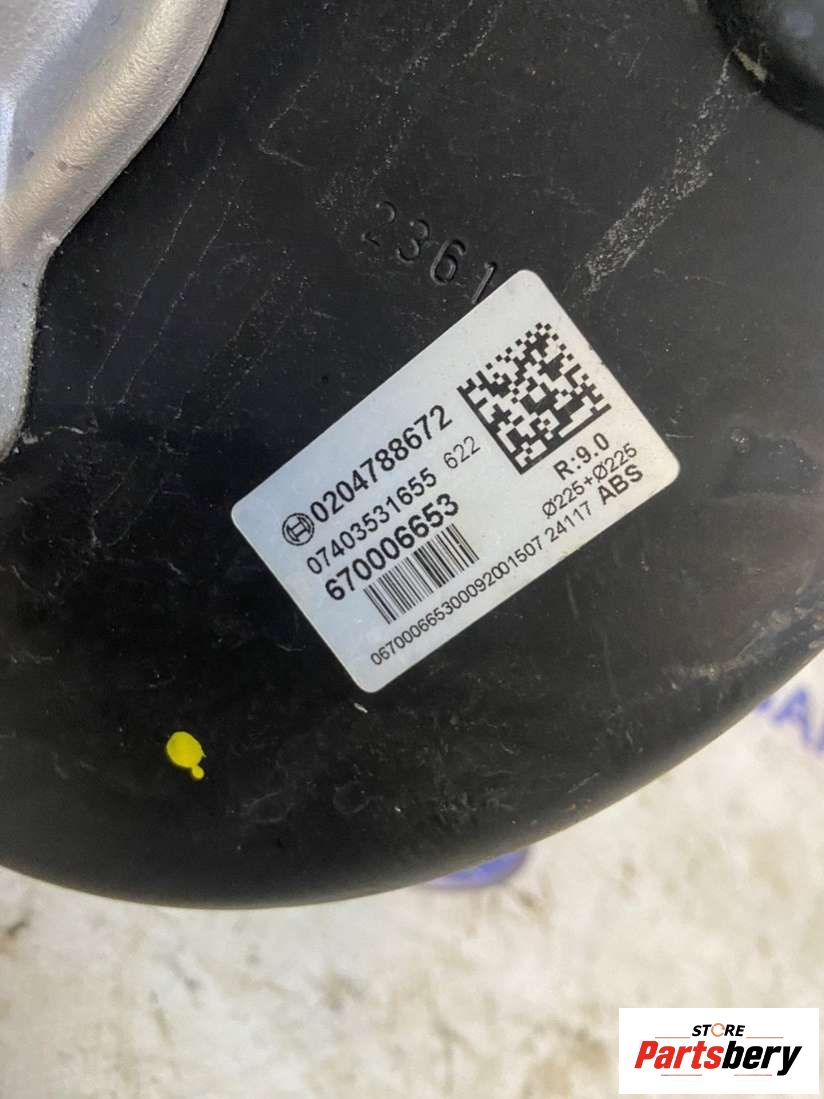 2361
0204788672
07403531655 622
670006653
067000665300092001507 24117
R:9.0
Ø225+Ø225
ABS
STORE
Partsbery